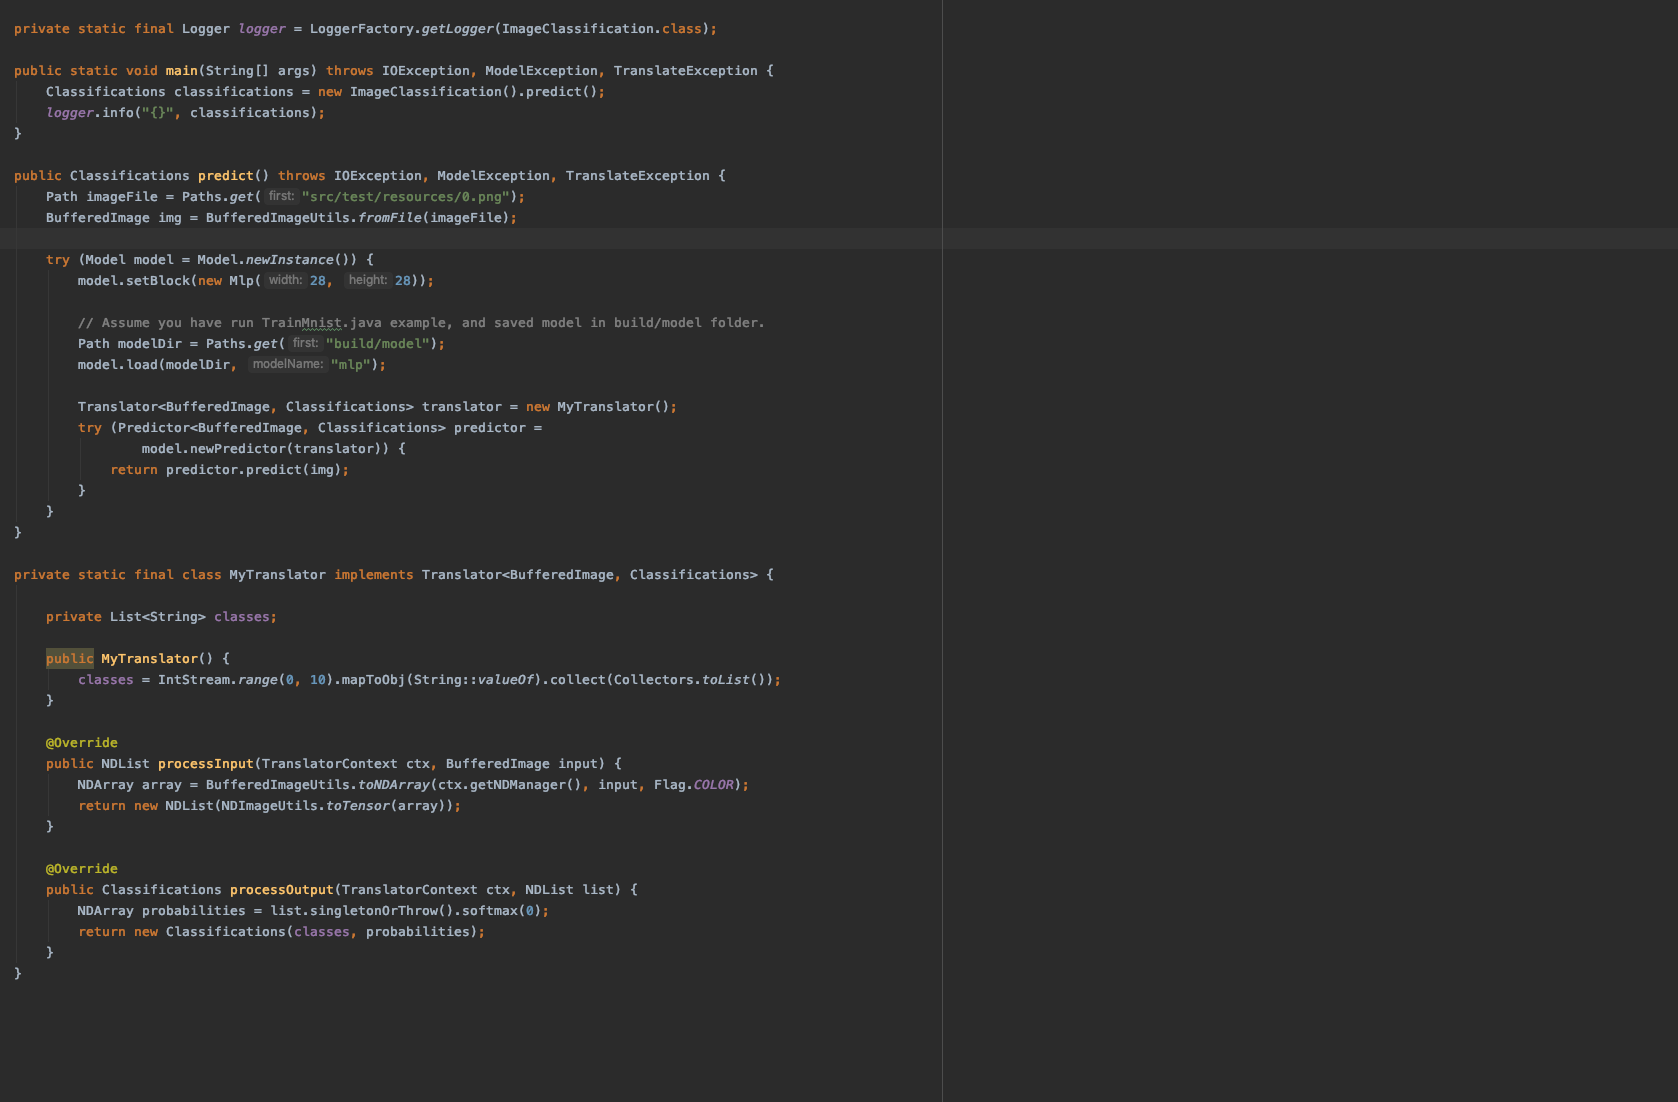 private static final Logger logger = LoggerFactory.getLogger(ImageClassification.class);
public static void main(String[] args) throws IOException, ModelException, TranslateException {
Classifications classifications = new ImageClassification().predict();
logger.info("{}", classifications);
}
public Classifications predict() throws IOException, ModelException, TranslateException {
Path imageFile = Paths.get( first: "src/test/resources/0.png");
BufferedImage img = BufferedImageUtils.fromFile(imageFile);
try (Model model = Model.newInstance()) {
model.setBlock(new Mlp( width: 28, height: 28));
// Assume you have run TrainMnist.java example, and saved model in build/model folder.
Path modelDir = Paths.get( first: "build/model");
model.load(modelDir, modelName: "mlp");
Translator<BufferedImage, Classifications> translator = new MyTranslator();
try (Predictor<BufferedImage, Classifications> predictor =
model.newPredictor(translator)) {
return predictor.predict(img);
}
}
}
private static final class MyTranslator implements Translator<BufferedImage, Classifications> {
private List<String> classes;
public MyTranslator() {
classes = IntStream.range(0, 10).mapToObj(String::valueOf).collect(Collectors.toList());
}
@Override
public NDList processInput(TranslatorContext ctx, BufferedImage input) {
NDArray array = BufferedImageUtils.toNDArray(ctx.getNDManager(), input, Flag.COLOR);
return new NDList(NDImageUtils.toTensor(array));
}
@Override
public Classifications processOutput(TranslatorContext ctx, NDList list) {
NDArray probabilities = list.singletonOrThrow().softmax(0);
return new Classifications(classes, probabilities);
}
}